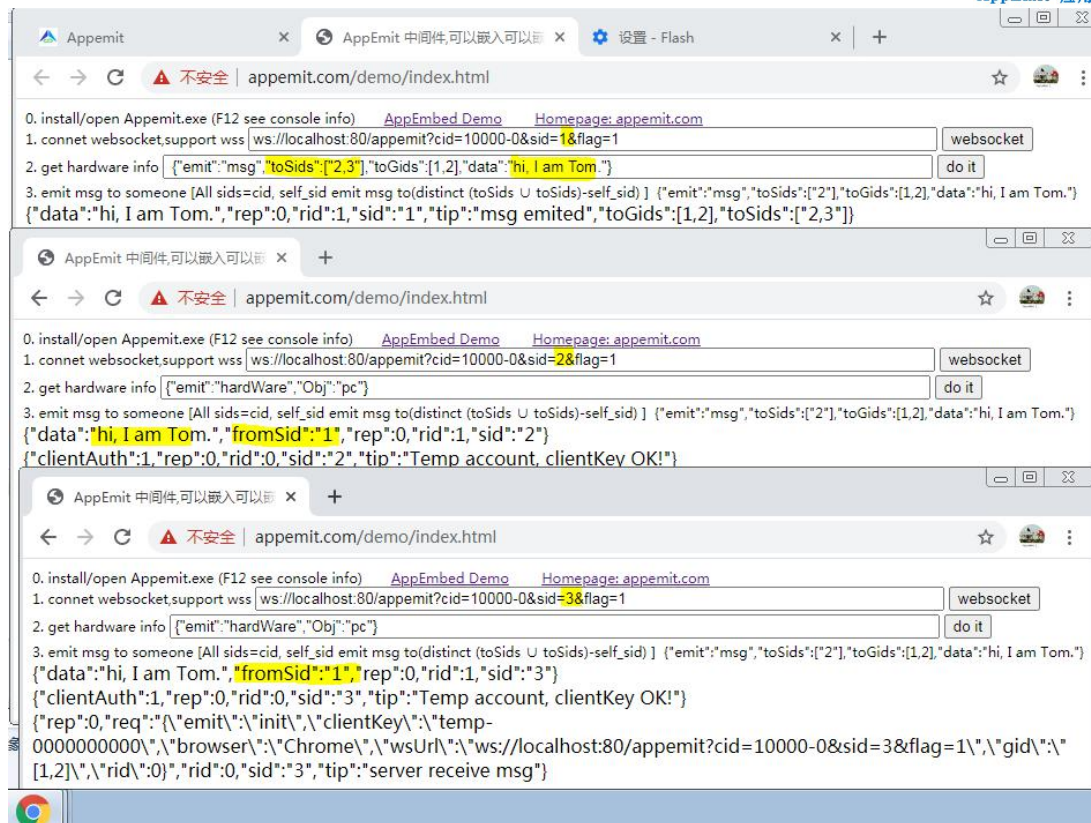 Appemit
AppEmit 中间件,可以嵌入可以
设置 - Flash
不安全 | appemit.com/demo/index.html
0. install/open Appemit.exe (F12 see console info) AppEmbed Demo Homepage: appemit.com
1. connet websocket,support wss ws://localhost:80/appemit?cid=10000-0&sid=1&flag=1 websocket
2. get hardware info {"emit":"msg","toSids":["2,3"],"toGids":[1,2],"data":"hi, I am Tom."} do it
3. emit msg to someone [All sids=cid, self_sid emit msg to(distinct (toSids ∪ toSids)-self_sid) ] {"emit":"msg","toSids":["2"],"toGids":[1,2],"data":"hi, I am Tom."}
{"data":"hi, I am Tom.","rep":0,"rid":1,"sid":"1","tip":"msg emited","toGids":[1,2],"toSids":["2,3"]}
AppEmit 中间件,可以嵌入可以
不安全 | appemit.com/demo/index.html
0. install/open Appemit.exe (F12 see console info) AppEmbed Demo Homepage: appemit.com
1. connet websocket,support wss ws://localhost:80/appemit?cid=10000-0&sid=2&flag=1 websocket
2. get hardware info {"emit":"hardWare","Obj":"pc"} do it
3. emit msg to someone [All sids=cid, self_sid emit msg to(distinct (toSids ∪ toSids)-self_sid) ] {"emit":"msg","toSids":["2"],"toGids":[1,2],"data":"hi, I am Tom."}
{"data":"hi, I am Tom.","fromSid":"1","rep":0,"rid":1,"sid":"2"}
{"clientAuth":1,"rep":0,"rid":0,"sid":"2","tip":"Temp account, clientKey OK!"}
AppEmit 中间件,可以嵌入可以
不安全 | appemit.com/demo/index.html
0. install/open Appemit.exe (F12 see console info) AppEmbed Demo Homepage: appemit.com
1. connet websocket,support wss ws://localhost:80/appemit?cid=10000-0&sid=3&flag=1 websocket
2. get hardware info {"emit":"hardWare","Obj":"pc"} do it
3. emit msg to someone [All sids=cid, self_sid emit msg to(distinct (toSids ∪ toSids)-self_sid) ] {"emit":"msg","toSids":["2"],"toGids":[1,2],"data":"hi, I am Tom."}
{"data":"hi, I am Tom.","fromSid":"1","rep":0,"rid":1,"sid":"3"}
{"clientAuth":1,"rep":0,"rid":0,"sid":"3","tip":"Temp account, clientKey OK!"}
{"rep":0,"req":"{\"emit\":\"init\",\"clientKey\":\"temp-
0000000000\",\"browser\":\"Chrome\",\"wsUrl\":\"ws://localhost:80/appemit?cid=10000-0&sid=3&flag=1\",\"gid\":\"
[1,2]\",\"rid\":0}","rid":0,"sid":"3","tip":"server receive msg"}